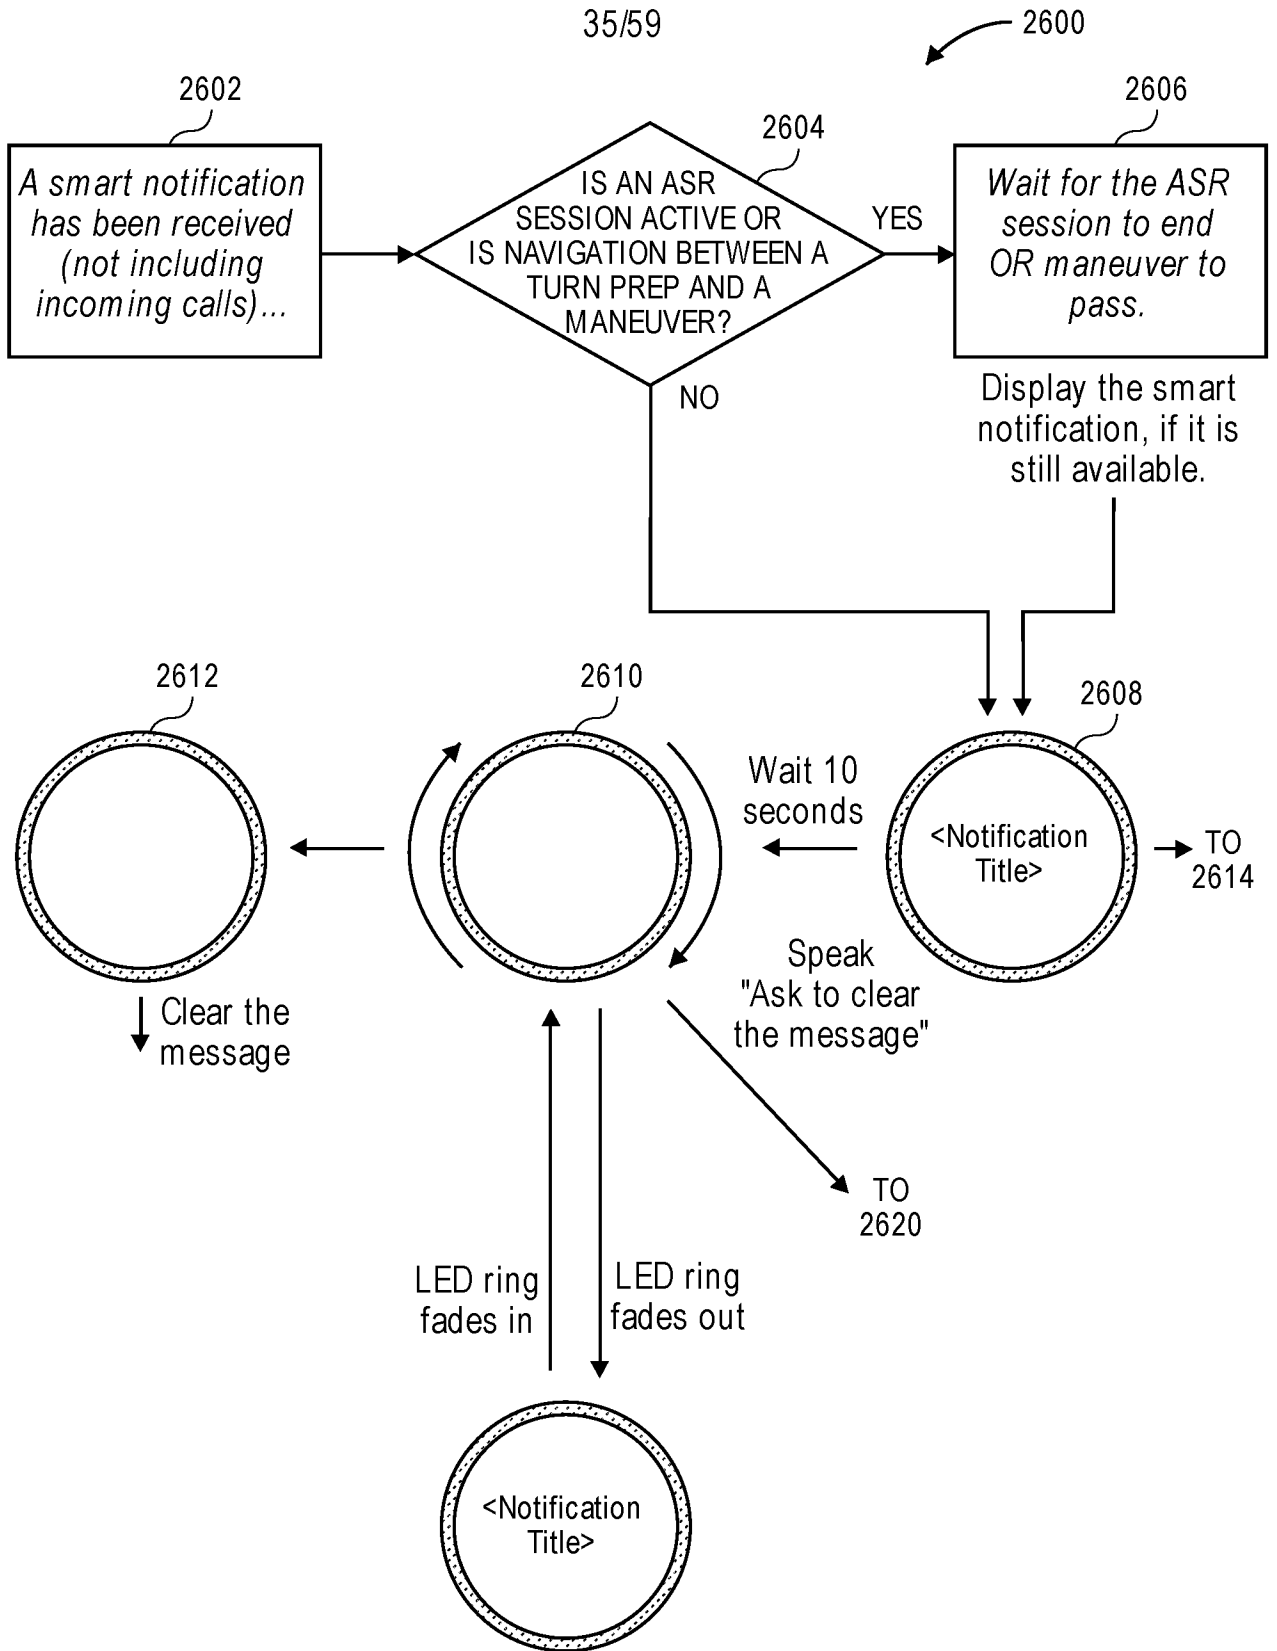 35/59
2600
2602
A smart notification
has been received
(not including
incoming calls)...
2604
IS AN ASR
SESSION ACTIVE OR
IS NAVIGATION BETWEEN A
TURN PREP AND A
MANEUVER?
YES
NO
2606
Wait for the ASR
session to end
OR maneuver to
pass.
Display the smart
notification, if it is
still available.
2612
2610
2608
<Notification
Title>
TO
2614
Wait 10
seconds
Speak
"Ask to clear
the message"
Clear the
message
TO
2620
LED ring
fades in
LED ring
fades out
<Notification
Title>